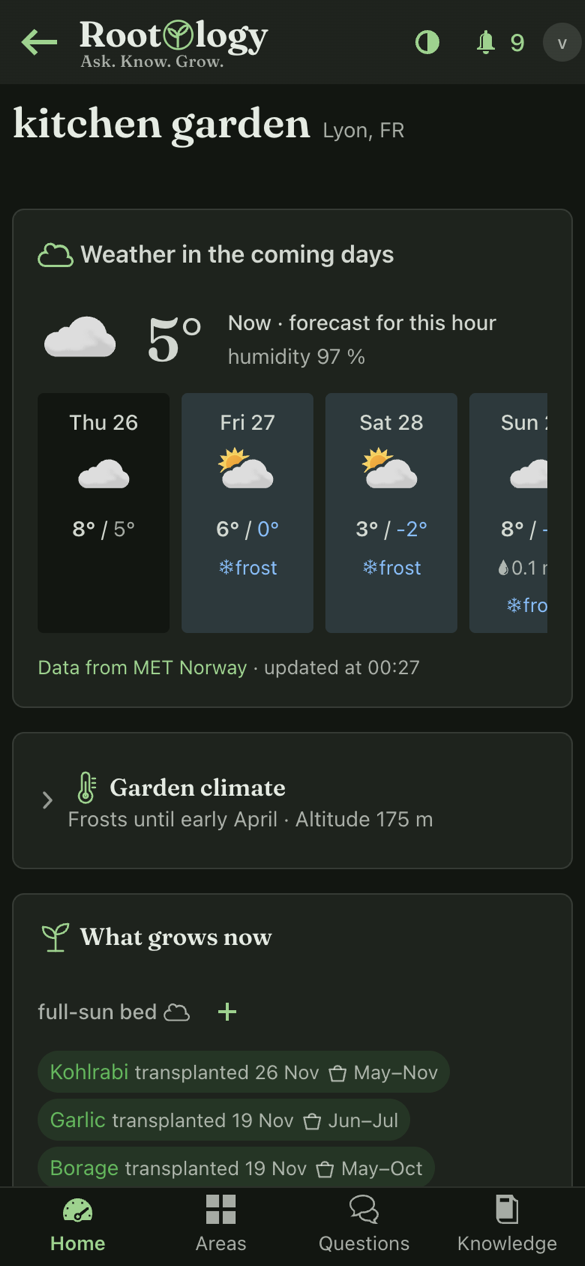 Rootology
Ask. Know. Grow.
9
v
kitchen garden Lyon, FR
Weather in the coming days
5° Now · forecast for this hour
humidity 97 %
Thu 26 Fri 27 Sat 28 Sun
8° / 5° 6° / 0° 3° / -2° 8° / -
frost frost 0.1
fro
Data from MET Norway · updated at 00:27
Garden climate
Frosts until early April · Altitude 175 m
What grows now
full-sun bed +
Kohlrabi transplanted 26 Nov May–Nov
Garlic transplanted 19 Nov Jun–Jul
Borage transplanted 19 Nov May–Oct
Home Areas Questions Knowledge